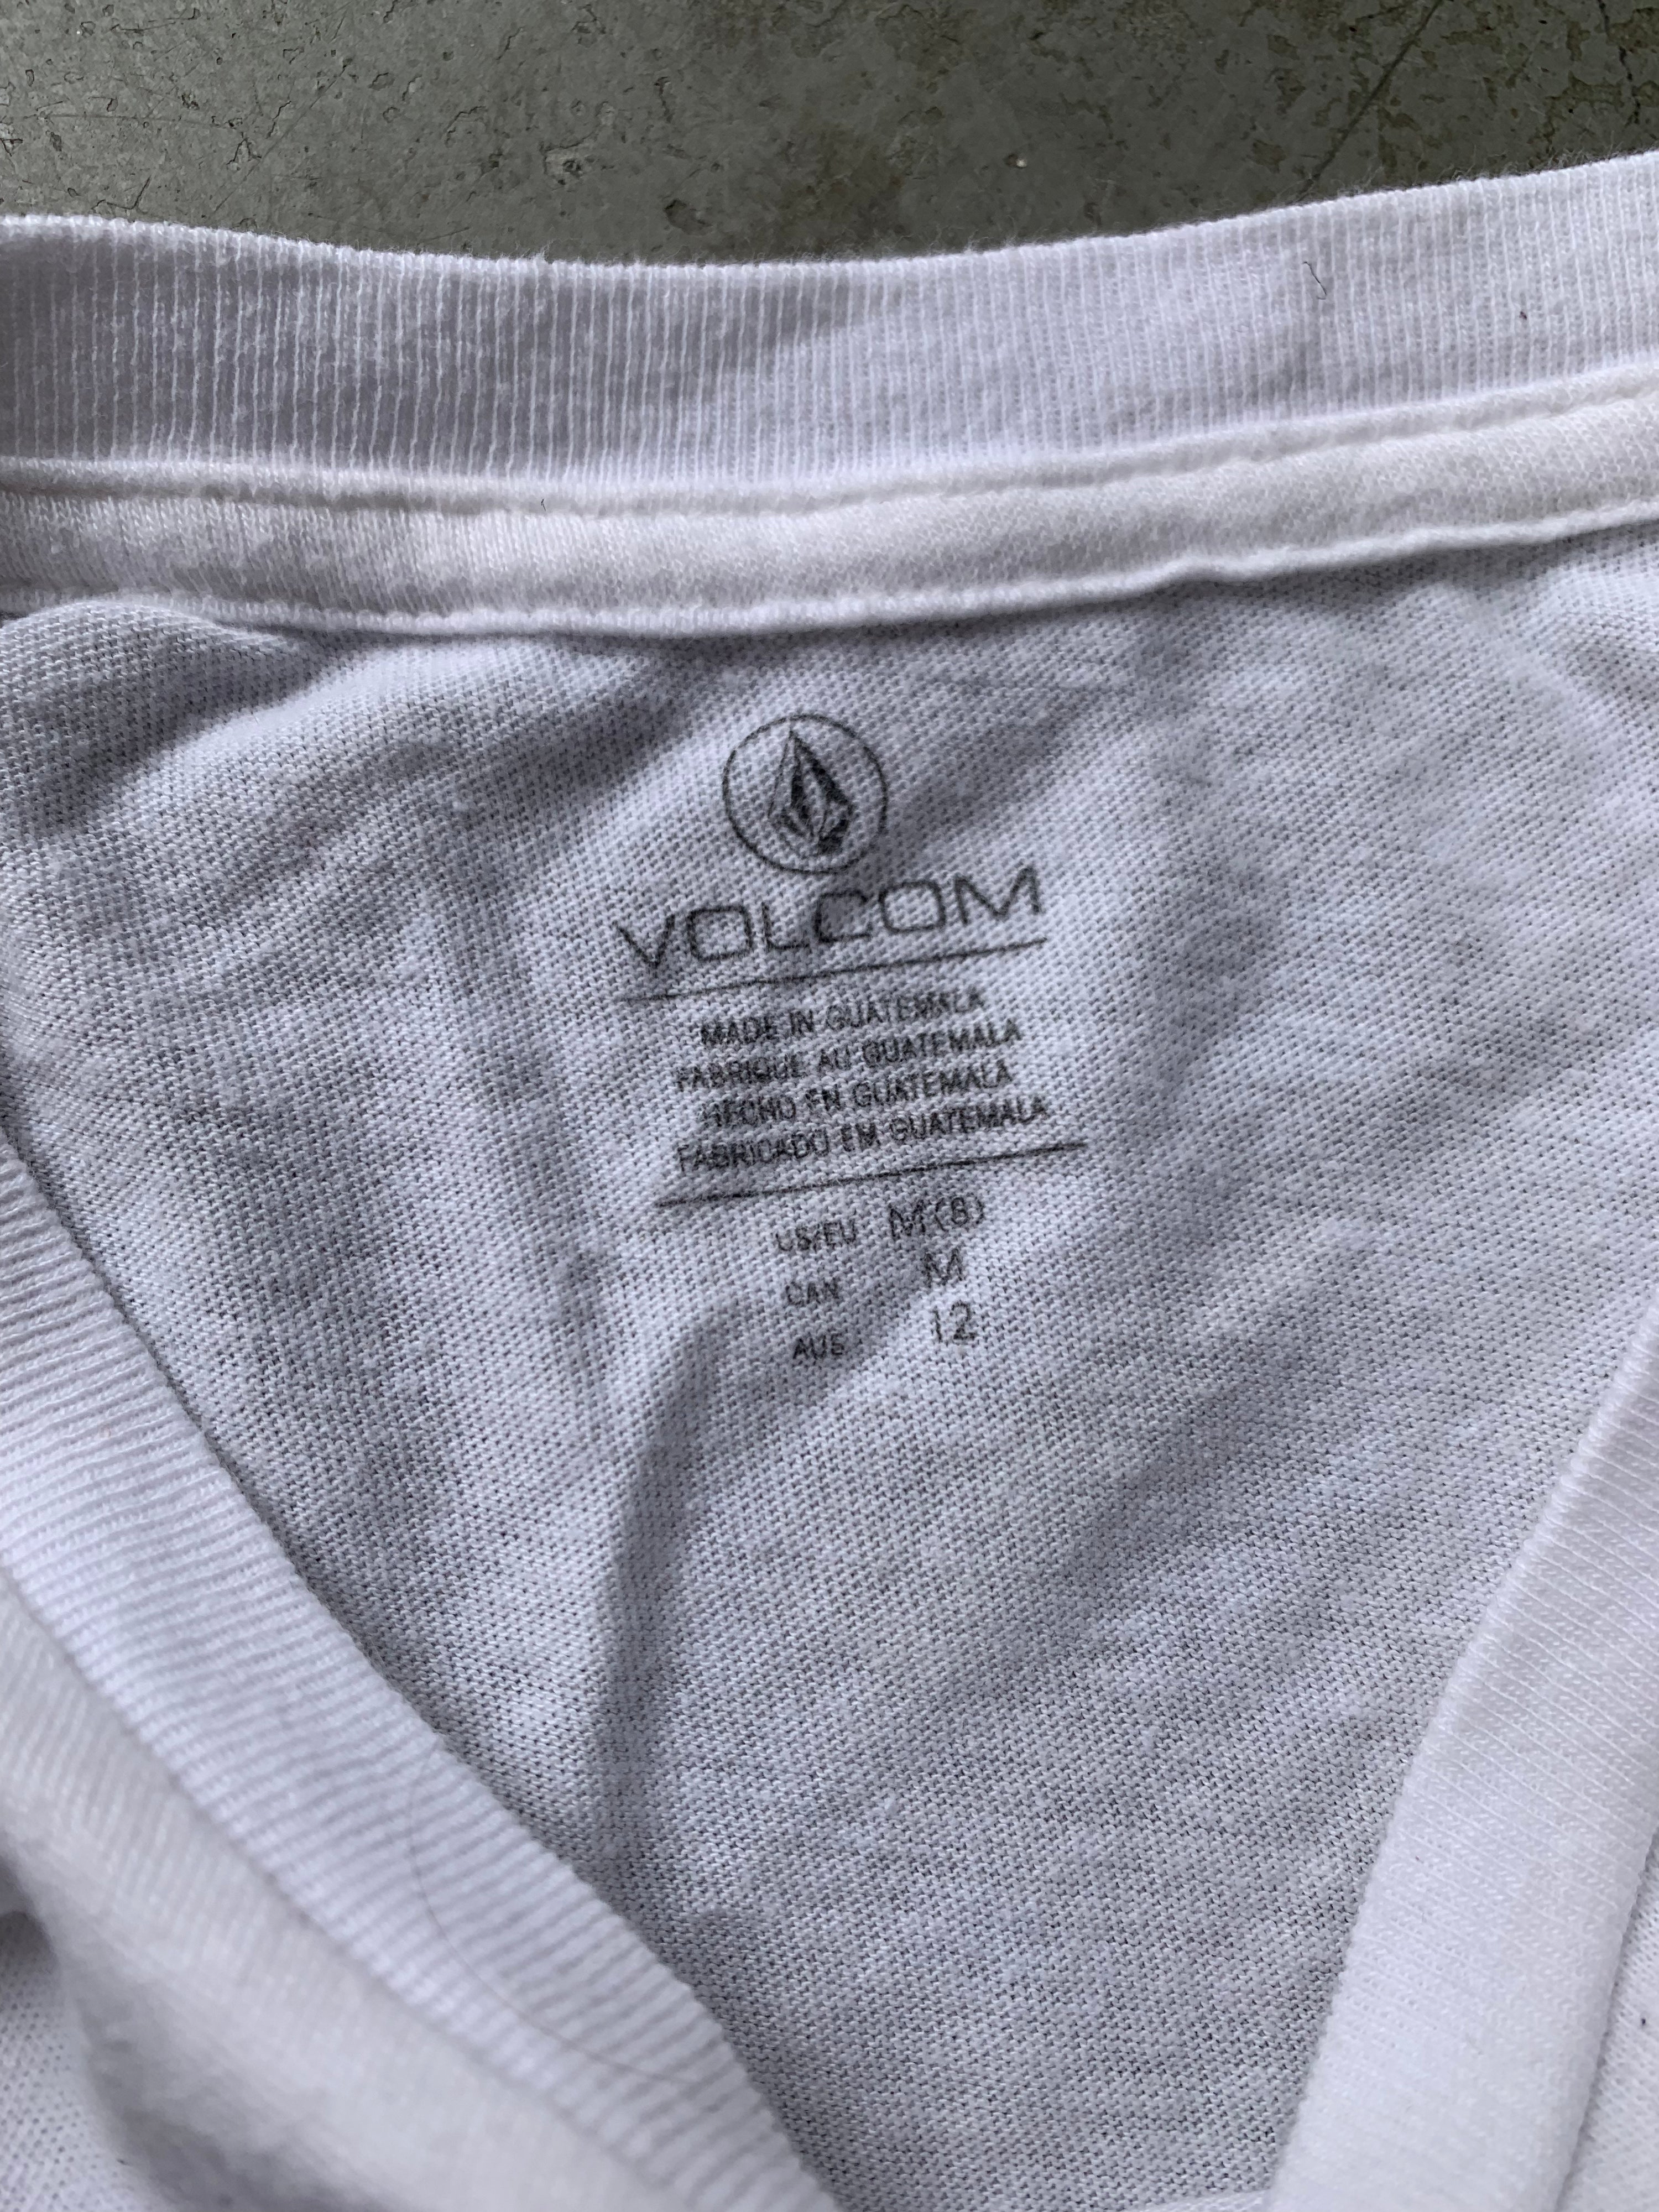 VOLCOM
MADE IN GUATEMALA
FABRIQUE AU GUATEMALA
HECHO EN GUATEMALA
FABRICADO EM GUATEMALA
US/EU M(8)
CAN M
AUS 12